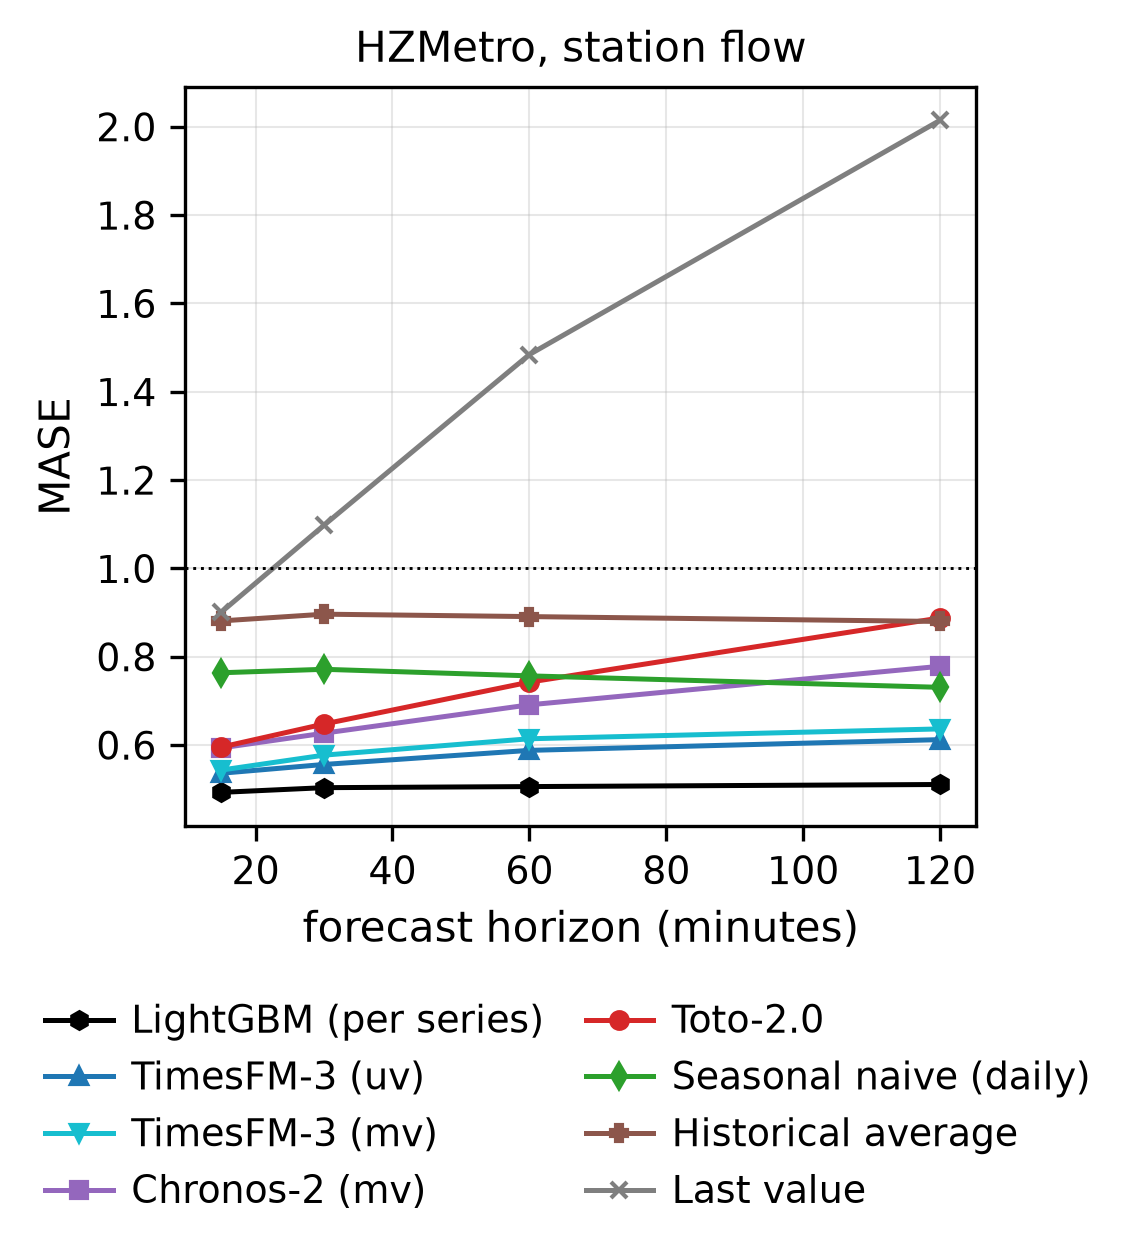 HZMetro, station flow
MASE
2.0
1.8
1.6
1.4
1.2
1.0
0.8
0.6
20 40 60 80 100 120
forecast horizon (minutes)
LightGBM (per series)
TimesFM-3 (uv)
TimesFM-3 (mv)
Chronos-2 (mv)
Toto-2.0
Seasonal naive (daily)
Historical average
Last value